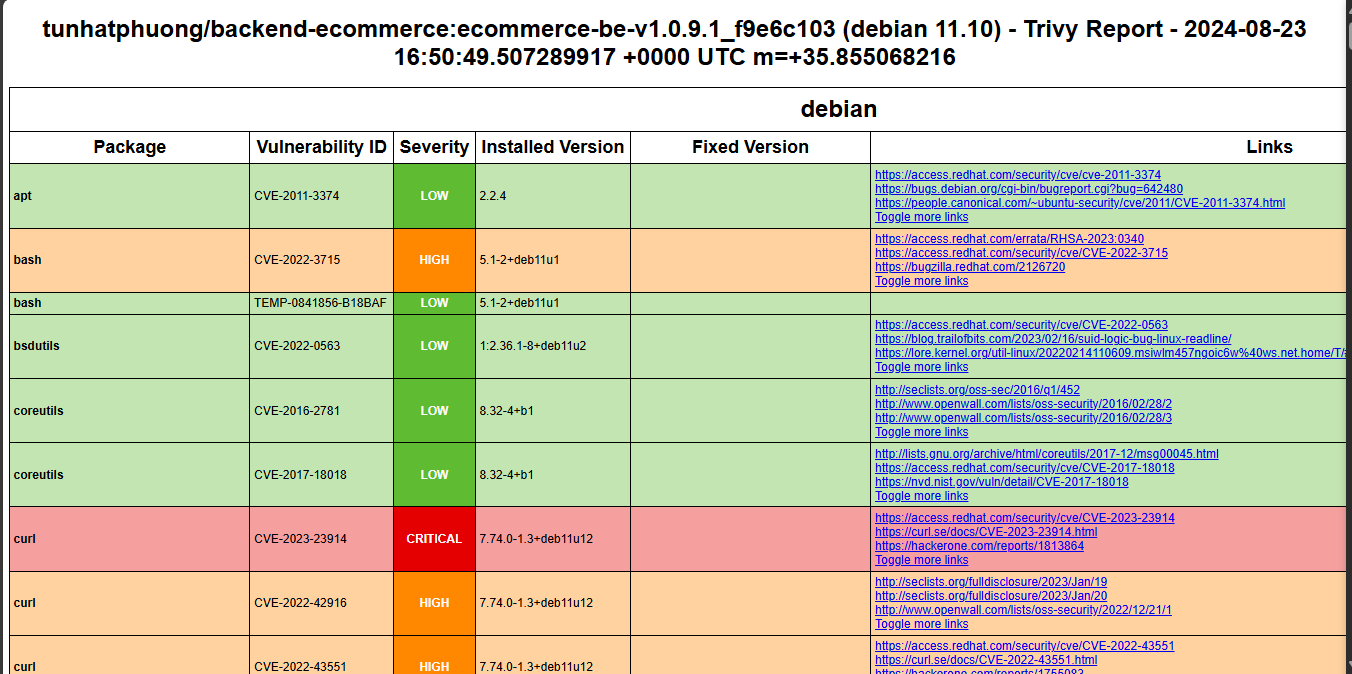 tunhatphuong/backend-ecommerce:ecommerce-be-v1.0.9.1_f9e6c103 (debian 11.10) - Trivy Report - 2024-08-23
16:50:49.507289917 +0000 UTC m=+35.855068216
debian
Package Vulnerability ID Severity Installed Version Fixed Version Links
apt CVE-2011-3374 LOW 2.2.4
https://access.redhat.com/security/cve/cve-2011-3374
https://bugs.debian.org/cgi-bin/bugreport.cgi?bug=642480
https://people.canonical.com/~ubuntu-security/cve/2011/CVE-2011-3374.html
Toggle more links
bash CVE-2022-3715 HIGH 5.1-2+deb11u1
https://access.redhat.com/errata/RHSA-2023:0340
https://access.redhat.com/security/cve/CVE-2022-3715
https://bugzilla.redhat.com/2126720
Toggle more links
bash TEMP-0841856-B18BAF LOW 5.1-2+deb11u1
bsdutils CVE-2022-0563 LOW 1:2.36.1-8+deb11u2
https://access.redhat.com/security/cve/CVE-2022-0563
https://blog.trailofbits.com/2023/02/16/suid-logic-bug-linux-readline/
https://lore.kernel.org/util-linux/20220214110609.msiwlm457ngoic6w%40ws.net.home/T/
Toggle more links
coreutils CVE-2016-2781 LOW 8.32-4+b1
http://seclists.org/oss-sec/2016/q1/452
http://www.openwall.com/lists/oss-security/2016/02/28/2
http://www.openwall.com/lists/oss-security/2016/02/28/3
Toggle more links
coreutils CVE-2017-18018 LOW 8.32-4+b1
http://lists.gnu.org/archive/html/coreutils/2017-12/msg00045.html
https://access.redhat.com/security/cve/CVE-2017-18018
https://nvd.nist.gov/vuln/detail/CVE-2017-18018
Toggle more links
curl CVE-2023-23914 CRITICAL 7.74.0-1.3+deb11u12
https://access.redhat.com/security/cve/CVE-2023-23914
https://curl.se/docs/CVE-2023-23914.html
https://hackerone.com/reports/1813864
Toggle more links
curl CVE-2022-42916 HIGH 7.74.0-1.3+deb11u12
http://seclists.org/fulldisclosure/2023/Jan/19
http://seclists.org/fulldisclosure/2023/Jan/20
http://www.openwall.com/lists/oss-security/2022/12/21/1
Toggle more links
curl CVE-2022-43551 HIGH 7.74.0-1.3+deb11u12
https://access.redhat.com/security/cve/CVE-2022-43551
https://curl.se/docs/CVE-2022-43551.html
https://hackerone.com/reports/1755083